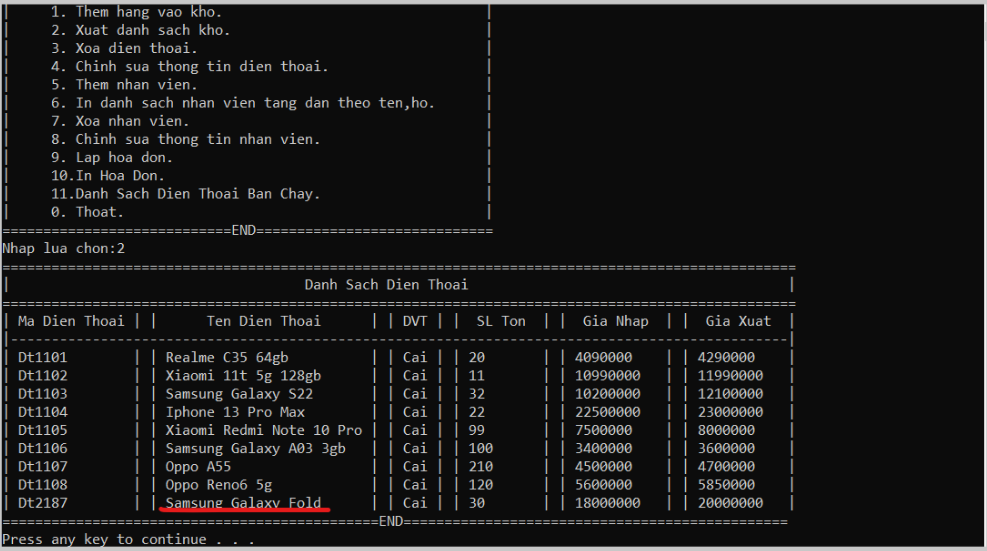 |     1. Them hang vao kho.                                |
|     2. Xuat danh sach kho.                               |
|     3. Xoa dien thoai.                                   |
|     4. Chinh sua thong tin dien thoai.                   |
|     5. Them nhan vien.                                   |
|     6. In danh sach nhan vien tang dan theo ten,ho.      |
|     7. Xoa nhan vien.                                    |
|     8. Chinh sua thong tin nhan vien.                    |
|     9. Lap hoa don.                                      |
|     10.In Hoa Don.                                       |
|     11.Danh Sach Dien Thoai Ban Chay.                    |
|     0. Thoat.                                            |
============================END=============================
Nhap lua chon:2
=================================================================================================
|                                    Danh Sach Dien Thoai                                       |
=================================================================================================
| Ma Dien Thoai | |      Ten Dien Thoai      | | DVT | |  SL Ton  | |  Gia Nhap  | |  Gia Xuat  |
|-----------------------------------------------------------------------------------------------|
| Dt1101        | | Realme C35 64gb          | | Cai | | 20       | | 4090000    | | 4290000    |
| Dt1102        | | Xiaomi 11t 5g 128gb      | | Cai | | 11       | | 10990000   | | 11990000   |
| Dt1103        | | Samsung Galaxy S22       | | Cai | | 32       | | 10200000   | | 12100000   |
| Dt1104        | | Iphone 13 Pro Max        | | Cai | | 22       | | 22500000   | | 23000000   |
| Dt1105        | | Xiaomi Redmi Note 10 Pro | | Cai | | 99       | | 7500000    | | 8000000    |
| Dt1106        | | Samsung Galaxy A03 3gb   | | Cai | | 100      | | 3400000    | | 3600000    |
| Dt1107        | | Oppo A55                 | | Cai | | 210      | | 4500000    | | 4700000    |
| Dt1108        | | Oppo Reno6 5g            | | Cai | | 120      | | 5600000    | | 5850000    |
| Dt2187        | | Samsung Galaxy Fold      | | Cai | | 30       | | 18000000   | | 20000000   |
==============================================END===============================================
Press any key to continue . . .